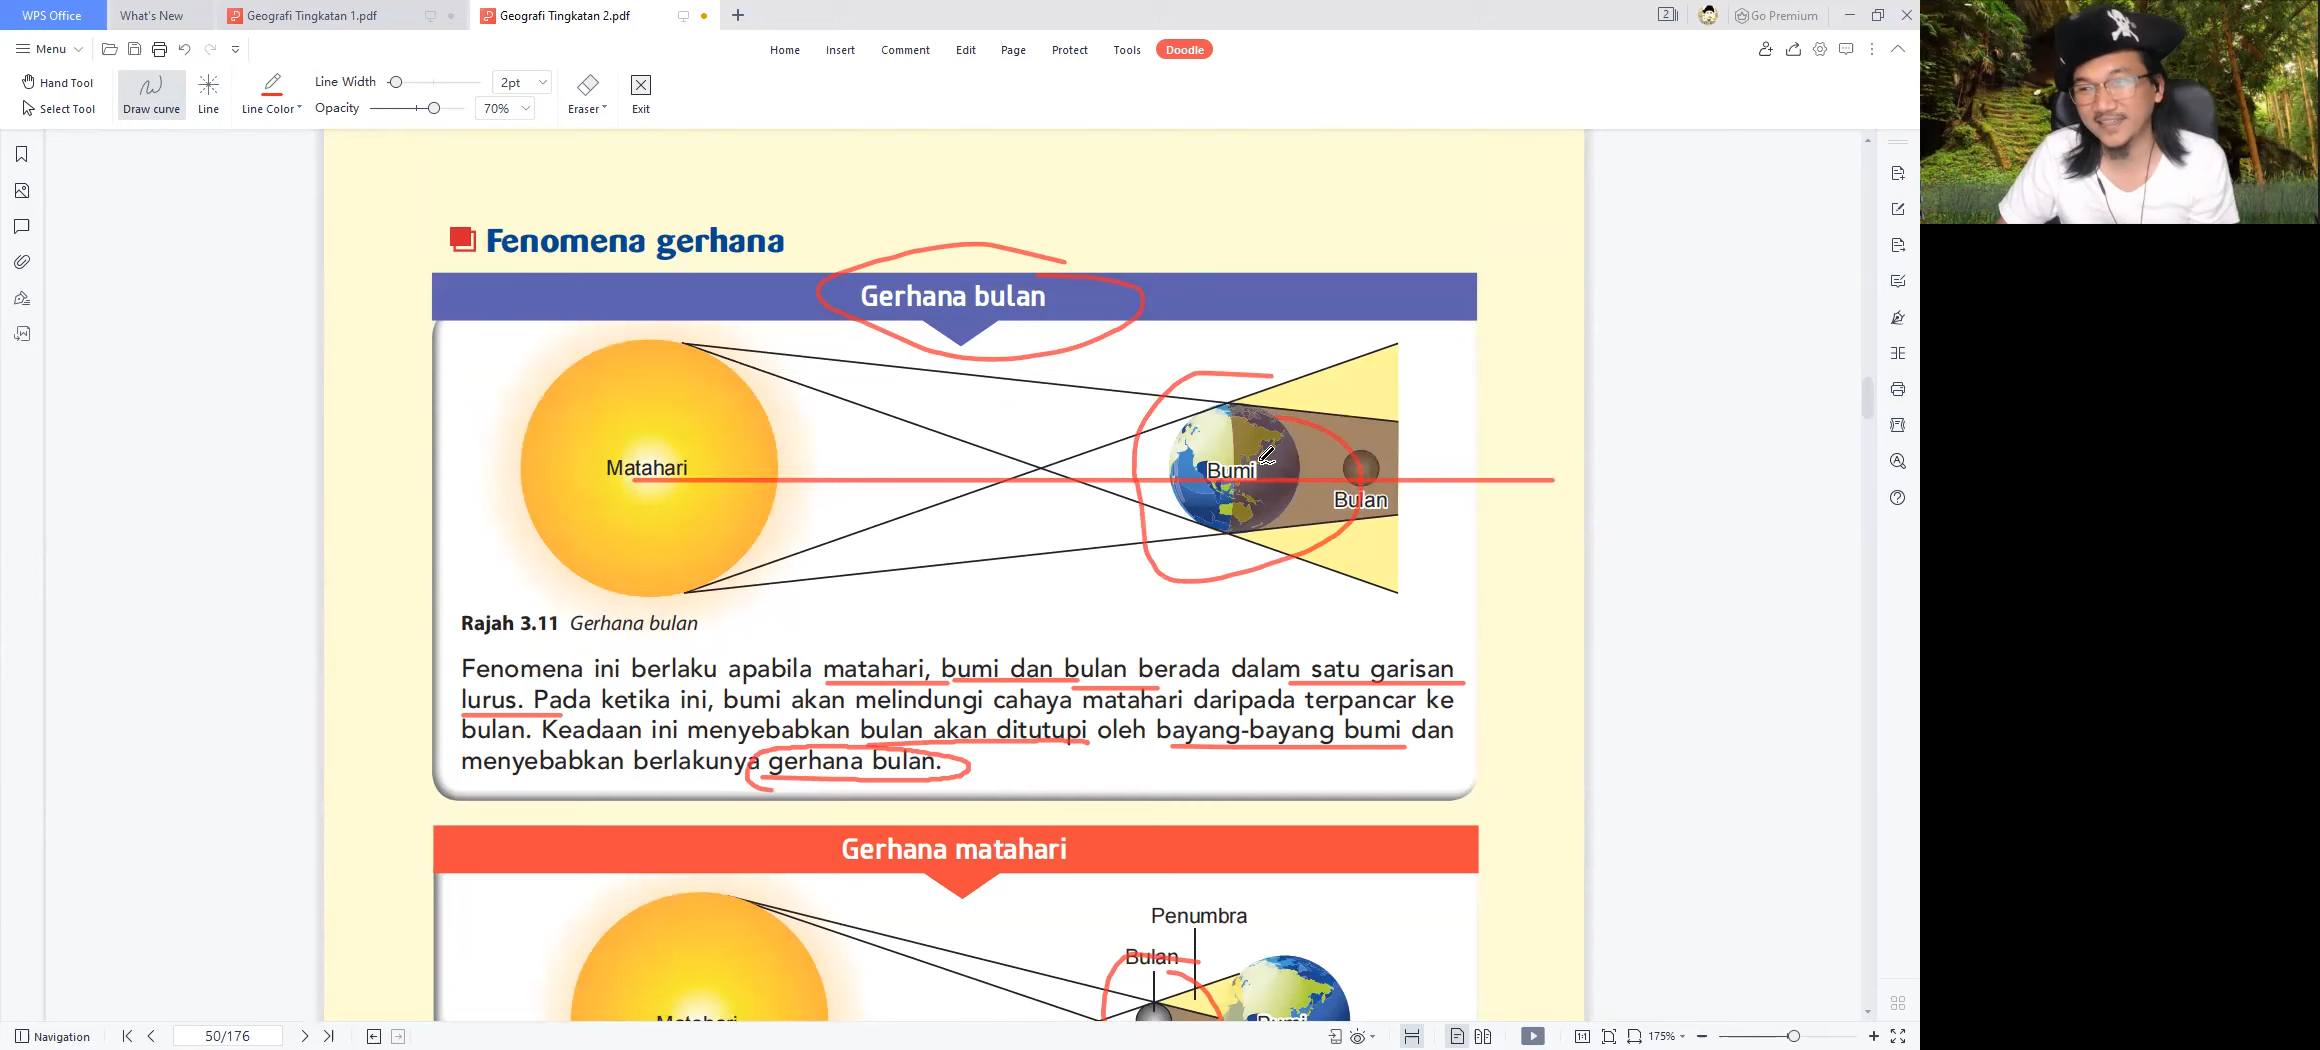 WPS Office
What's New
Geografi Tingkatan 1.pdf
Geografi Tingkatan 2.pdf
2
Go Premium
Menu
Home
Insert
Comment
Edit
Page
Protect
Tools
Doodle
Hand Tool
Select Tool
Draw curve
Line
Line Color
Line Width
2pt
Opacity
70%
Eraser
Exit
Fenomena gerhana
Gerhana bulan
Matahari
Bumi
Bulan
Rajah 3.11 Gerhana bulan
Fenomena ini berlaku apabila matahari, bumi dan bulan berada dalam satu garisan
lurus. Pada ketika ini, bumi akan melindungi cahaya matahari daripada terpancar ke
bulan. Keadaan ini menyebabkan bulan akan ditutupi oleh bayang-bayang bumi dan
menyebabkan berlakunya gerhana bulan.
Gerhana matahari
Penumbra
Bulan
Matahari
Bumi
Navigation
50/176
1:1
175%